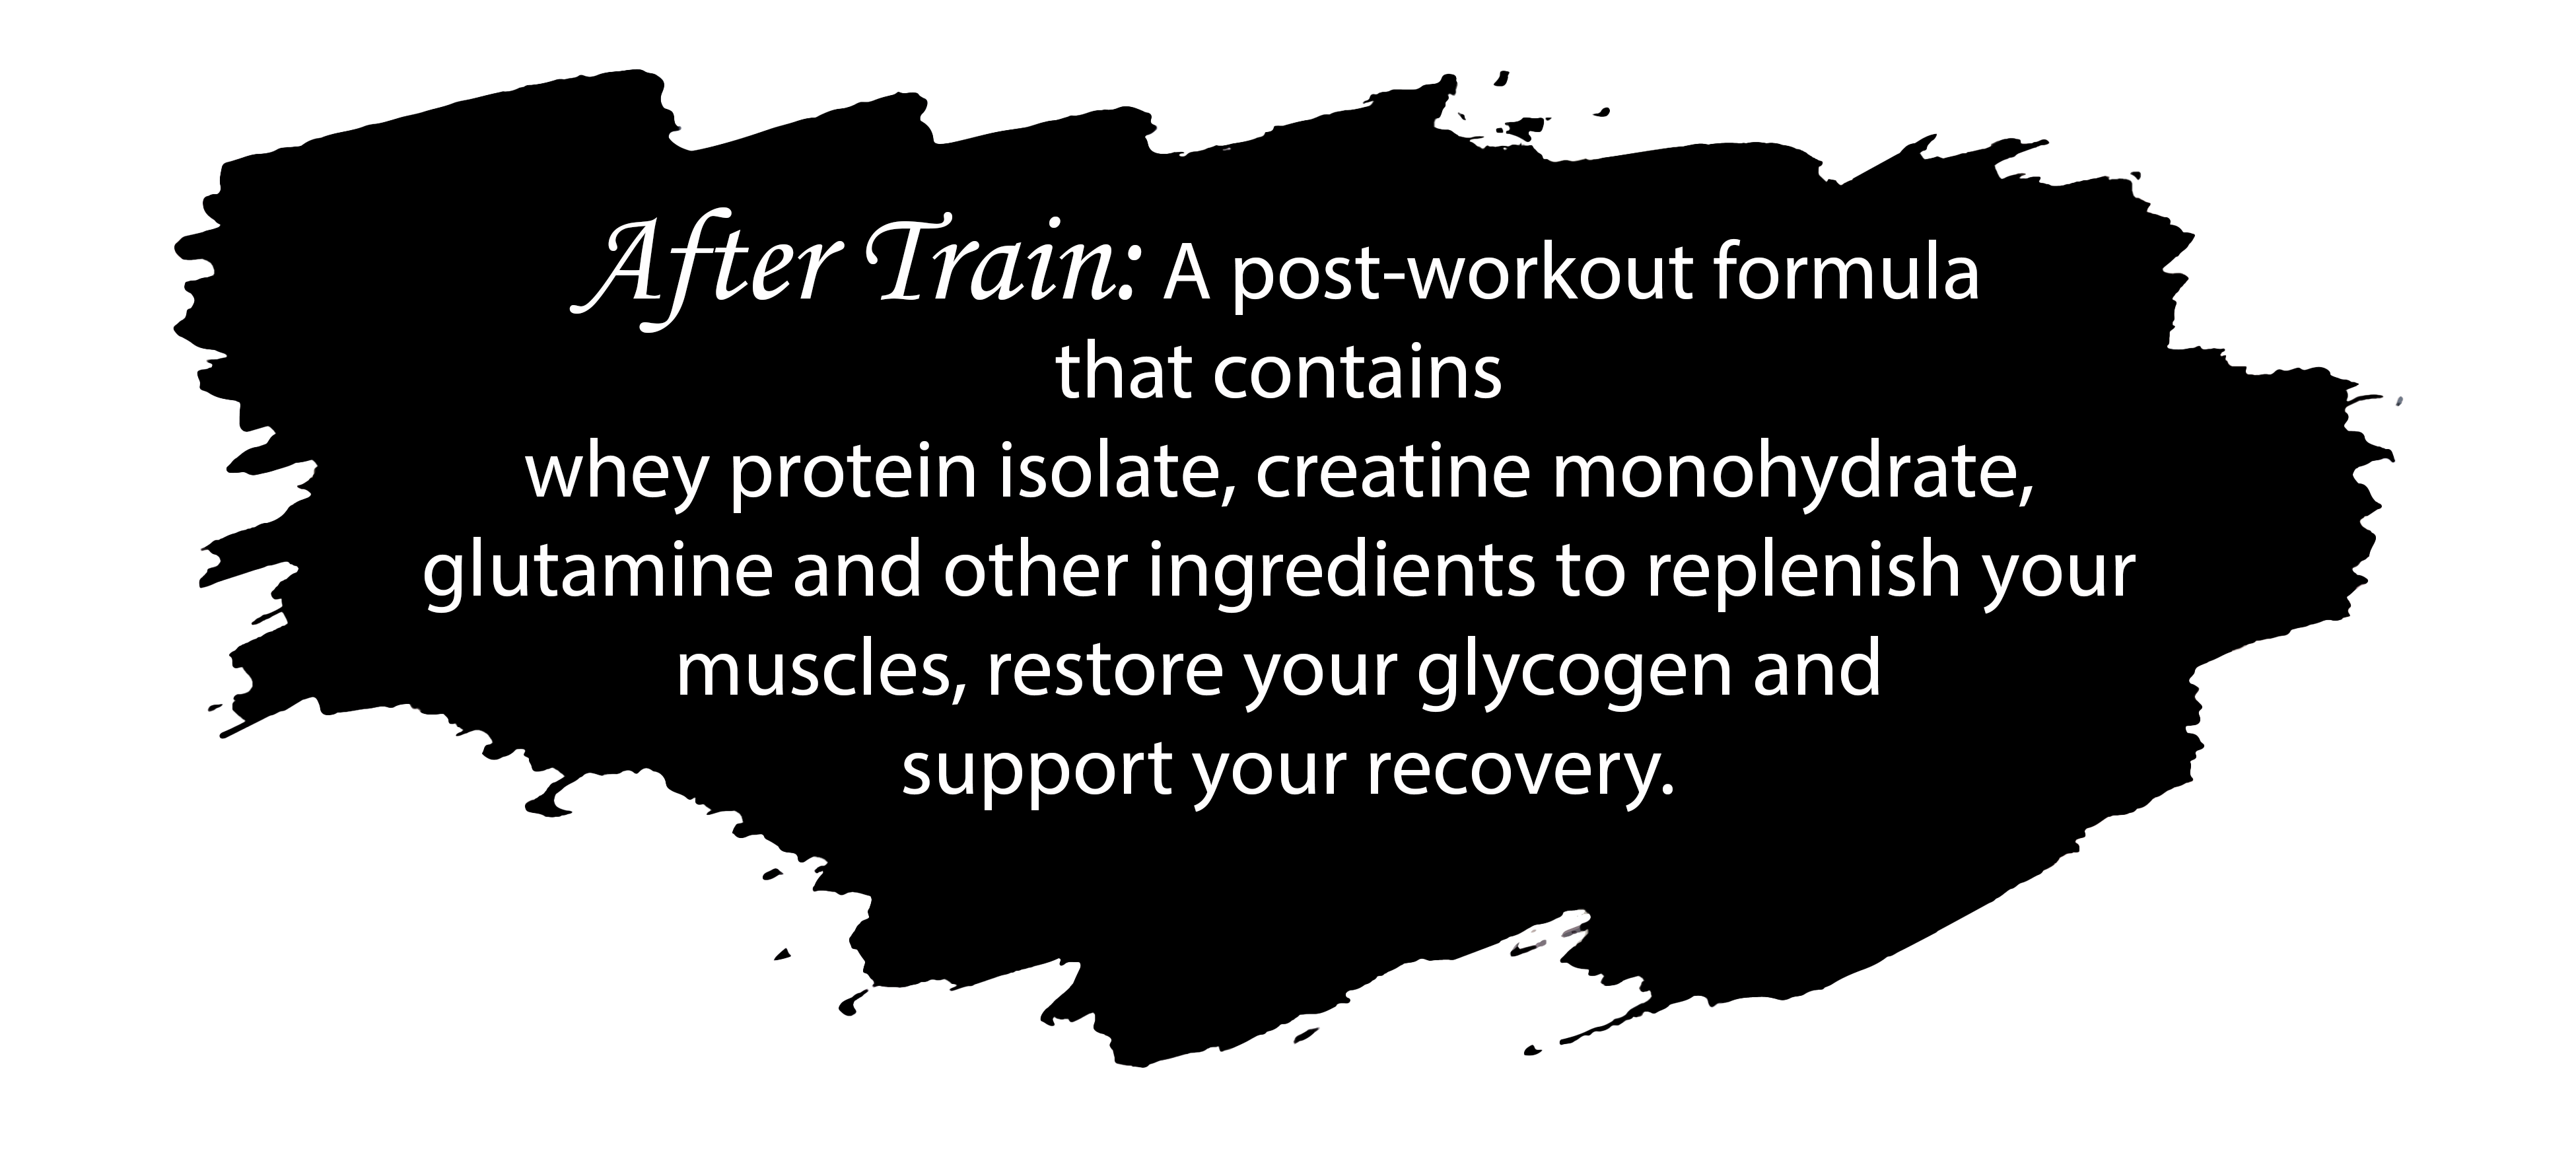 After Train: A post-workout formula
that contains
whey protein isolate, creatine monohydrate,
glutamine and other ingredients to replenish your
muscles, restore your glycogen and
support your recovery.